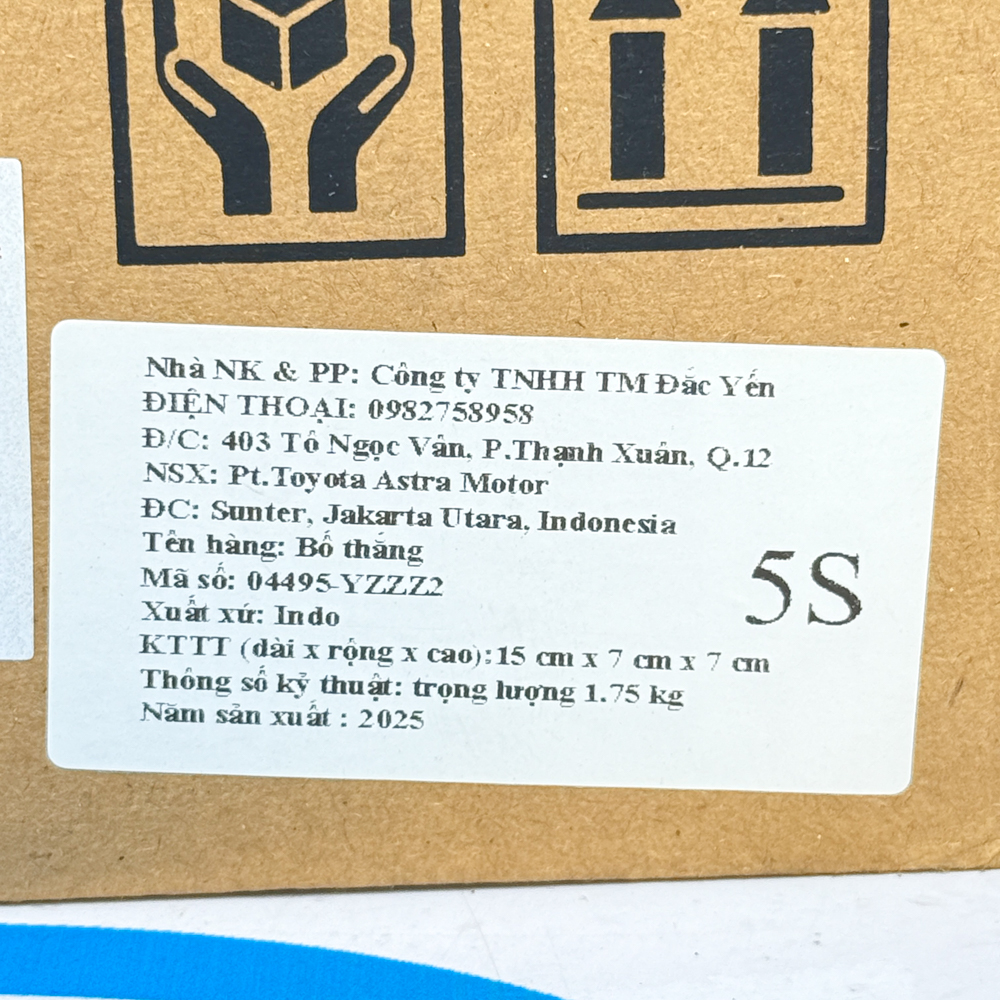 Nhà NK & PP: Công ty TNHH TM Đắc Yến
ĐIỆN THOẠI: 0982758958
Đ/C: 403 Tô Ngọc Vân, P.Thạnh Xuân, Q.12
NSX: Pt.Toyota Astra Motor
ĐC: Sunter, Jakarta Utara, Indonesia
Tên hàng: Bố thắng
Mã số: 04495-YZZZ2
Xuất xứ: Indo
5S
KTTT (dài x rộng x cao):15 cm x 7 cm x 7 cm
Thông số kỷ thuật: trọng lượng 1.75 kg
Năm sản xuất : 2025